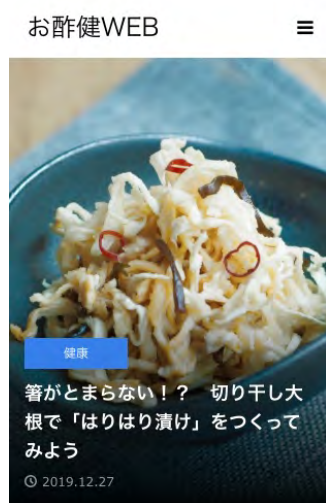 お酢健WEB
健康
箸がとまらない！？　切り干し大
根で「はりはり漬け」をつくって
みよう
2019.12.27